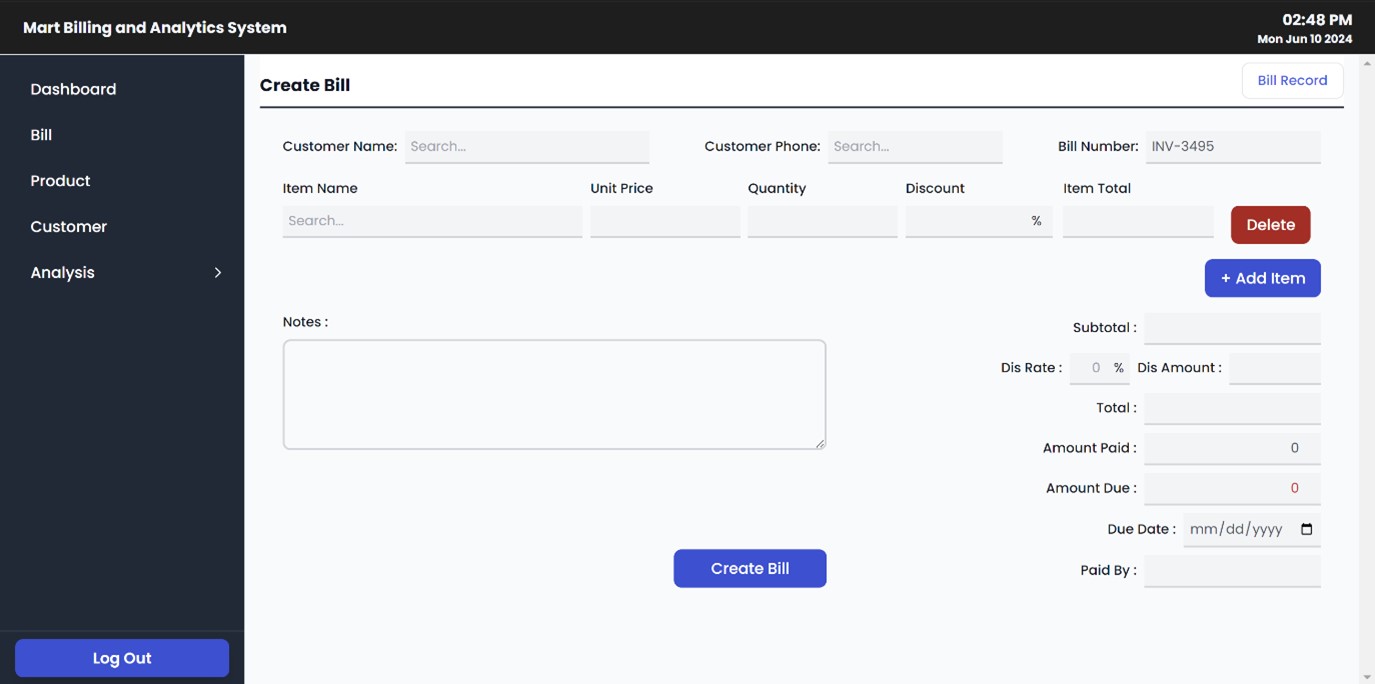 Mart Billing and Analytics System
02:48 PM
Mon Jun 10 2024
Dashboard
Bill
Product
Customer
Analysis
Log Out
Create Bill
Bill Record
Customer Name: Search...
Customer Phone: Search...
Bill Number: INV-3495
Item Name Unit Price Quantity Discount Item Total
Search... % Delete
+ Add Item
Notes :
Subtotal :
Dis Rate : 0 % Dis Amount :
Total :
Amount Paid : 0
Amount Due : 0
Due Date : mm/dd/yyyy
Paid By :
Create Bill